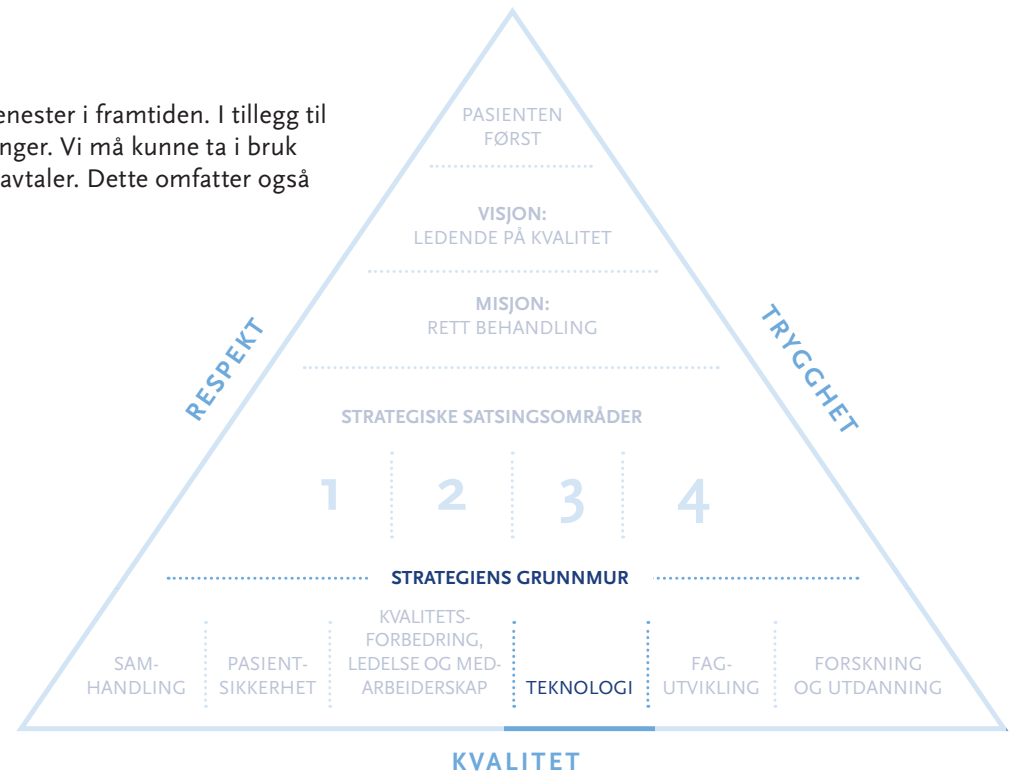 enester i framtiden. I tillegg til
nger. Vi må kunne ta i bruk
avtaler. Dette omfatter også
PASIENTEN
FØRST
VISJON:
LEDENDE PÅ KVALITET
MISJON:
RETT BEHANDLING
RESPEKT
TRYGGHET
STRATEGISKE SATSINGSOMRÅDER
1 2 3 4
STRATEGIENS GRUNNMUR
SAM-
HANDLING
PASIENT-
SIKKERHET
KVALITETS-
FORBEDRING,
LEDELSE OG MED-
ARBEIDERSKAP
TEKNOLOGI
FAG-
UTVIKLING
FORSKNING
OG UTDANNING
KVALITET